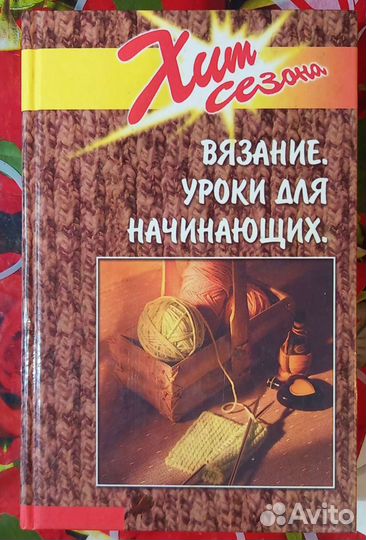 Хит
сезона
ВЯЗАНИЕ.
УРОКИ ДЛЯ
НАЧИНАЮЩИХ.
Avito